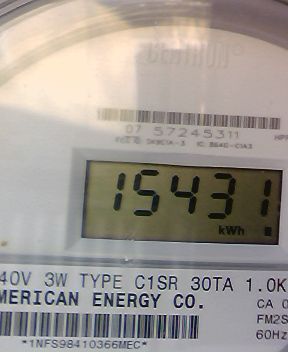 CENTRON®
07 57245311
15431
kWh
40V 3W TYPE C1SR 30TA 1.0K
MERICAN ENERGY CO.
CA 0
FM2S
60Hz
*1NFS98410366MEC*